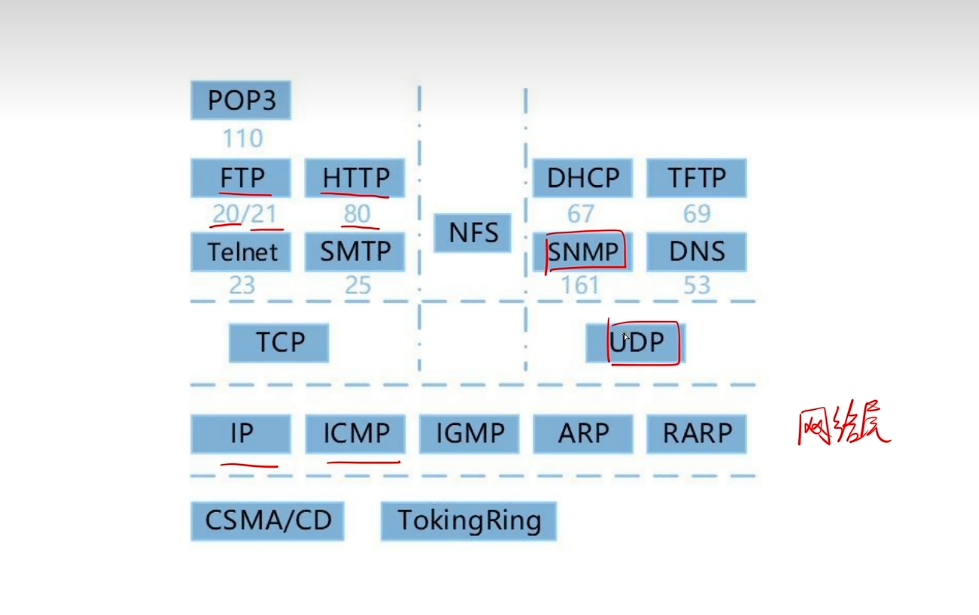 POP3
110
FTP HTTP DHCP TFTP
20/21 80 67 69
NFS
Telnet SMTP SNMP DNS
23 25 161 53
TCP UDP
IP ICMP IGMP ARP RARP
网络层
CSMA/CD TokingRing